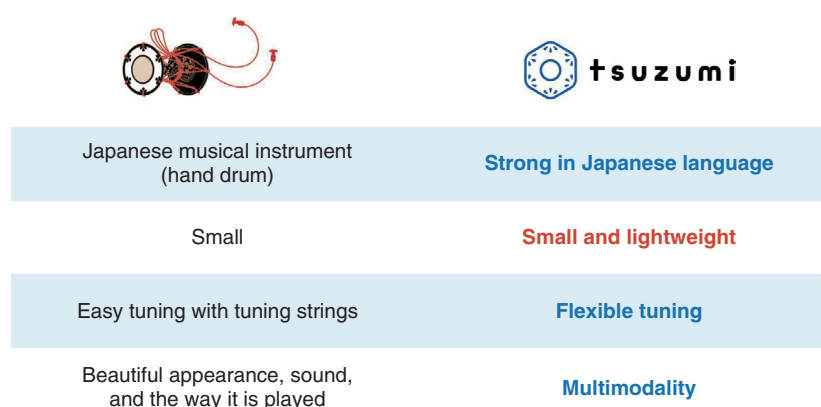 tsuzumi
Japanese musical instrument
(hand drum)
Strong in Japanese language
Small
Small and lightweight
Easy tuning with tuning strings
Flexible tuning
Beautiful appearance, sound,
and the way it is played
Multimodality